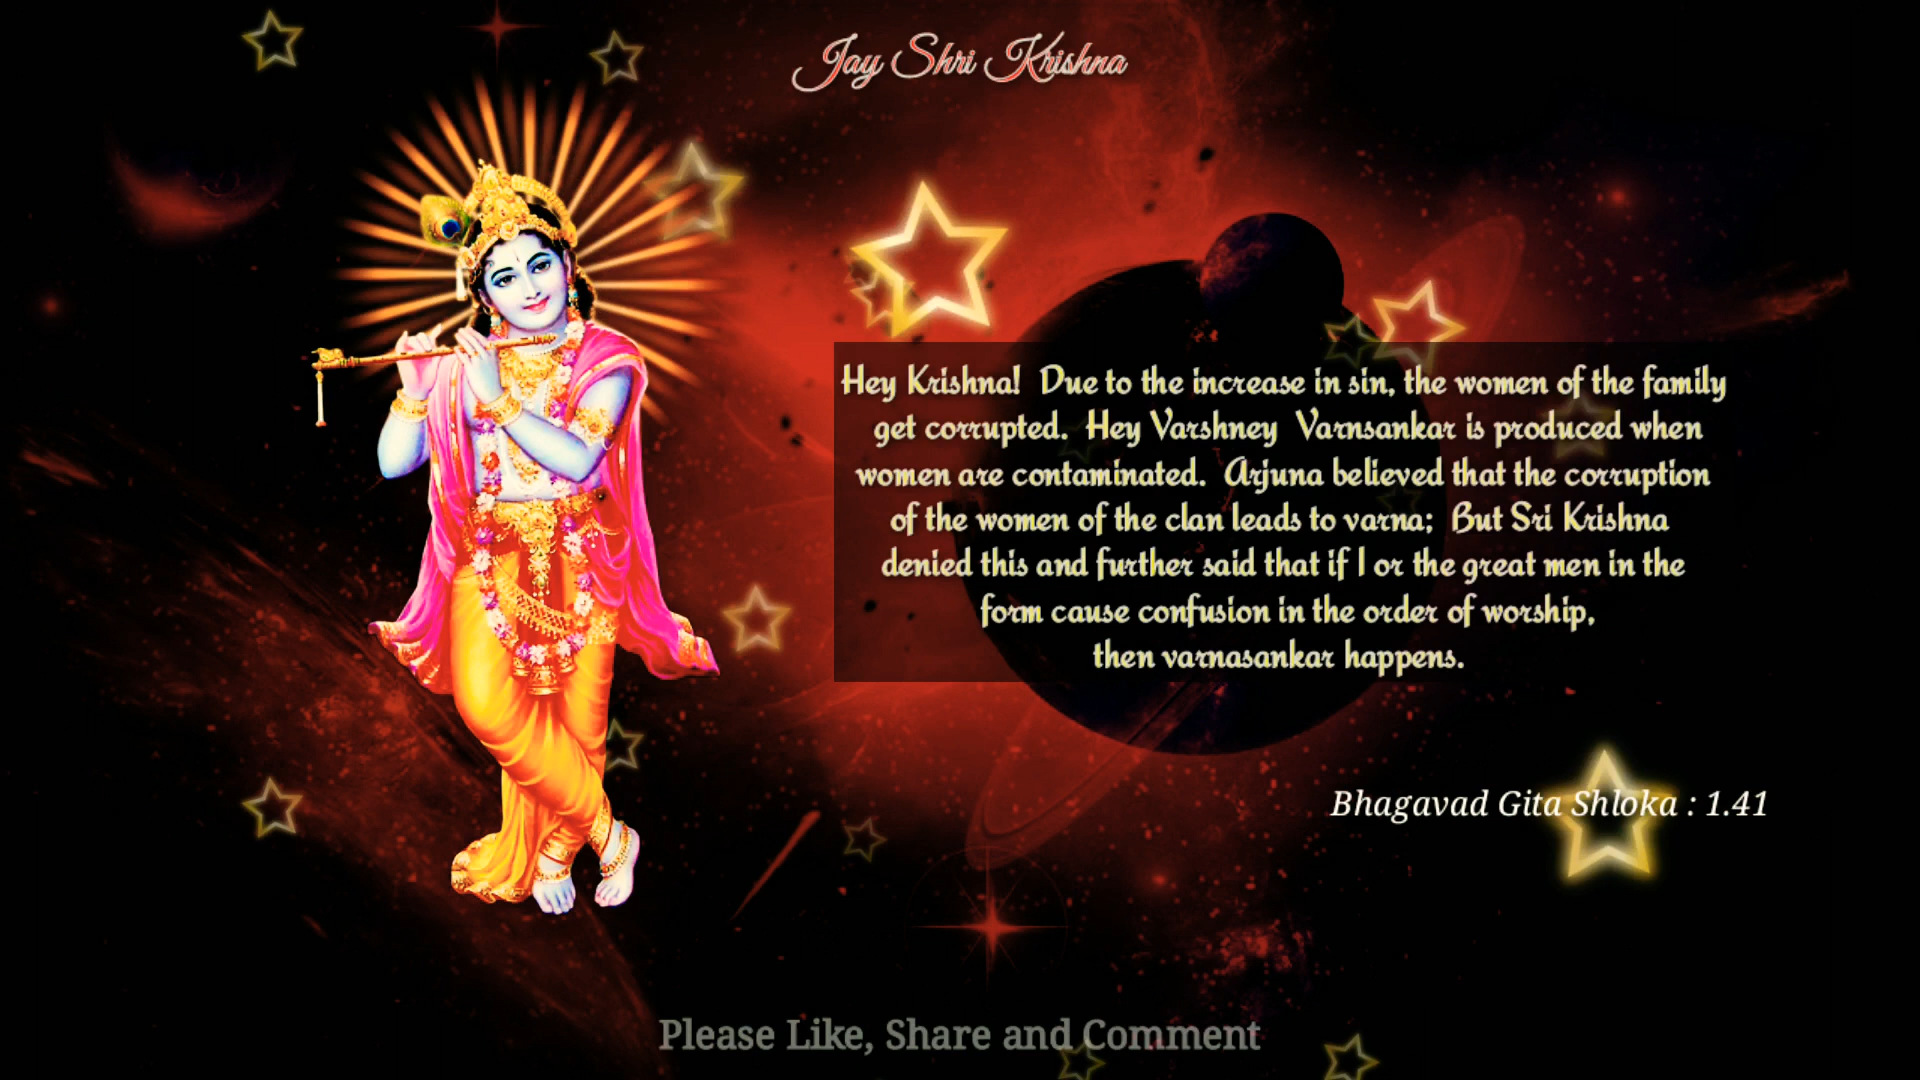 Jay Shri Krishna
Hey Krishna! Due to the increase in sin, the women of the family
get corrupted. Hey Varshney Varnsankar is produced when
women are contaminated. Arjuna believed that the corruption
of the women of the clan leads to varna; But Sri Krishna
denied this and further said that if I or the great men in the
form cause confusion in the order of worship,
then varnasankar happens.
Bhagavad Gita Shloka : 1.41
Please Like, Share and Comment